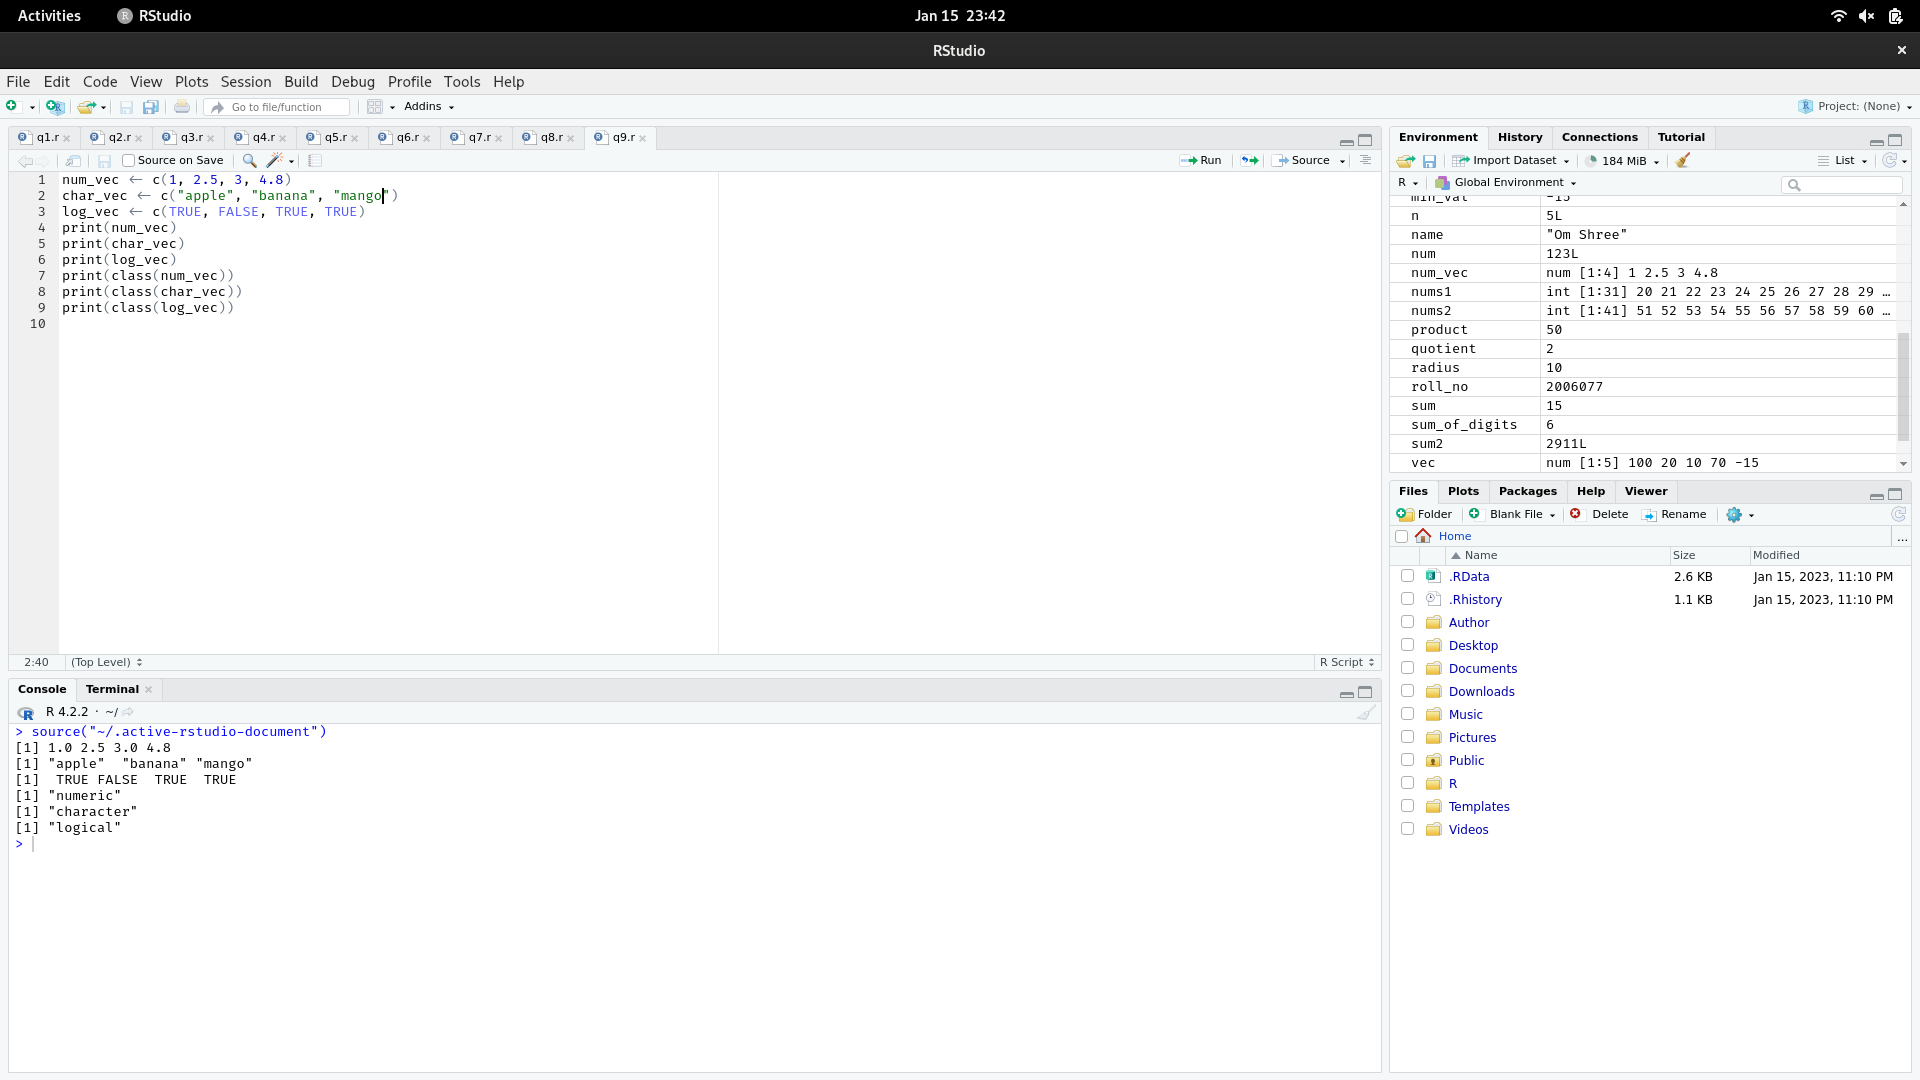 Activities RStudio Jan 15 23:42
RStudio
File Edit Code View Plots Session Build Debug Profile Tools Help
Go to file/function Addins Project: (None)
q1.r q2.r q3.r q4.r q5.r q6.r q7.r q8.r q9.r
Source on Save Run Source
1 num_vec <- c(1, 2.5, 3, 4.8)
2 char_vec <- c("apple", "banana", "mango")
3 log_vec <- c(TRUE, FALSE, TRUE, TRUE)
4 print(num_vec)
5 print(char_vec)
6 print(log_vec)
7 print(class(num_vec))
8 print(class(char_vec))
9 print(class(log_vec))
10
2:40 (Top Level) R Script
Console Terminal
R 4.2.2 · ~/
> source("~/.active-rstudio-document")
[1] 1.0 2.5 3.0 4.8
[1] "apple"  "banana" "mango"
[1]  TRUE FALSE  TRUE  TRUE
[1] "numeric"
[1] "character"
[1] "logical"
>
Environment History Connections Tutorial
Import Dataset 184 MiB List
R Global Environment
min_val -15
n 5L
name "Om Shree"
num 123L
num_vec num [1:4] 1 2.5 3 4.8
nums1 int [1:31] 20 21 22 23 24 25 26 27 28 29 …
nums2 int [1:41] 51 52 53 54 55 56 57 58 59 60 …
product 50
quotient 2
radius 10
roll_no 2006077
sum 15
sum_of_digits 6
sum2 2911L
vec num [1:5] 100 20 10 70 -15
Files Plots Packages Help Viewer
Folder Blank File Delete Rename
Home ...
Name Size Modified
.RData 2.6 KB Jan 15, 2023, 11:10 PM
.Rhistory 1.1 KB Jan 15, 2023, 11:10 PM
Author
Desktop
Documents
Downloads
Music
Pictures
Public
R
Templates
Videos